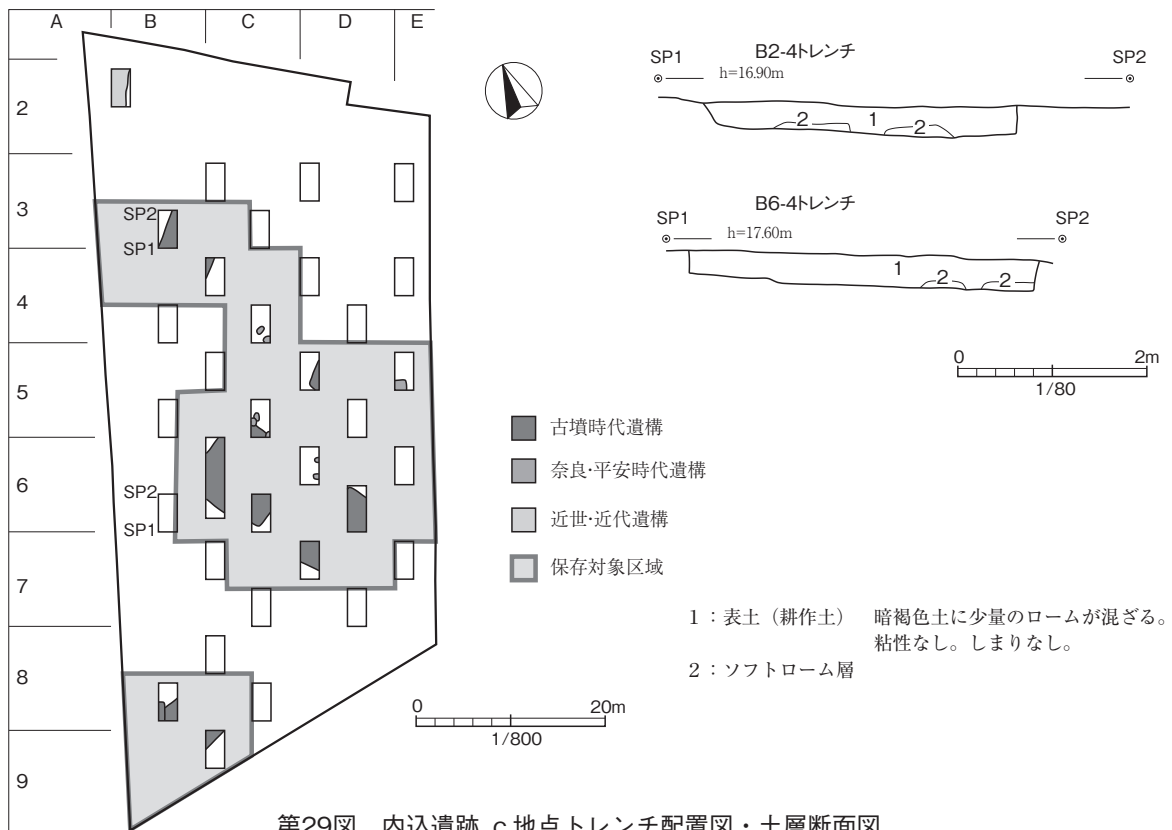 A B C D E
2
3
4
5
6
7
8
9
SP2
SP1
SP2
SP1
B2-4トレンチ
SP1 SP2
h=16.90m
2 1 2
B6-4トレンチ
SP1 SP2
h=17.60m
1
2 2
0 2m
1/80
古墳時代遺構
奈良・平安時代遺構
近世・近代遺構
保存対象区域
1：表土（耕作土） 暗褐色土に少量のロームが混ざる。
粘性なし。しまりなし。
2：ソフトローム層
0 20m
1/800
第29図 内込遺跡 c地点トレンチ配置図・土層断面図